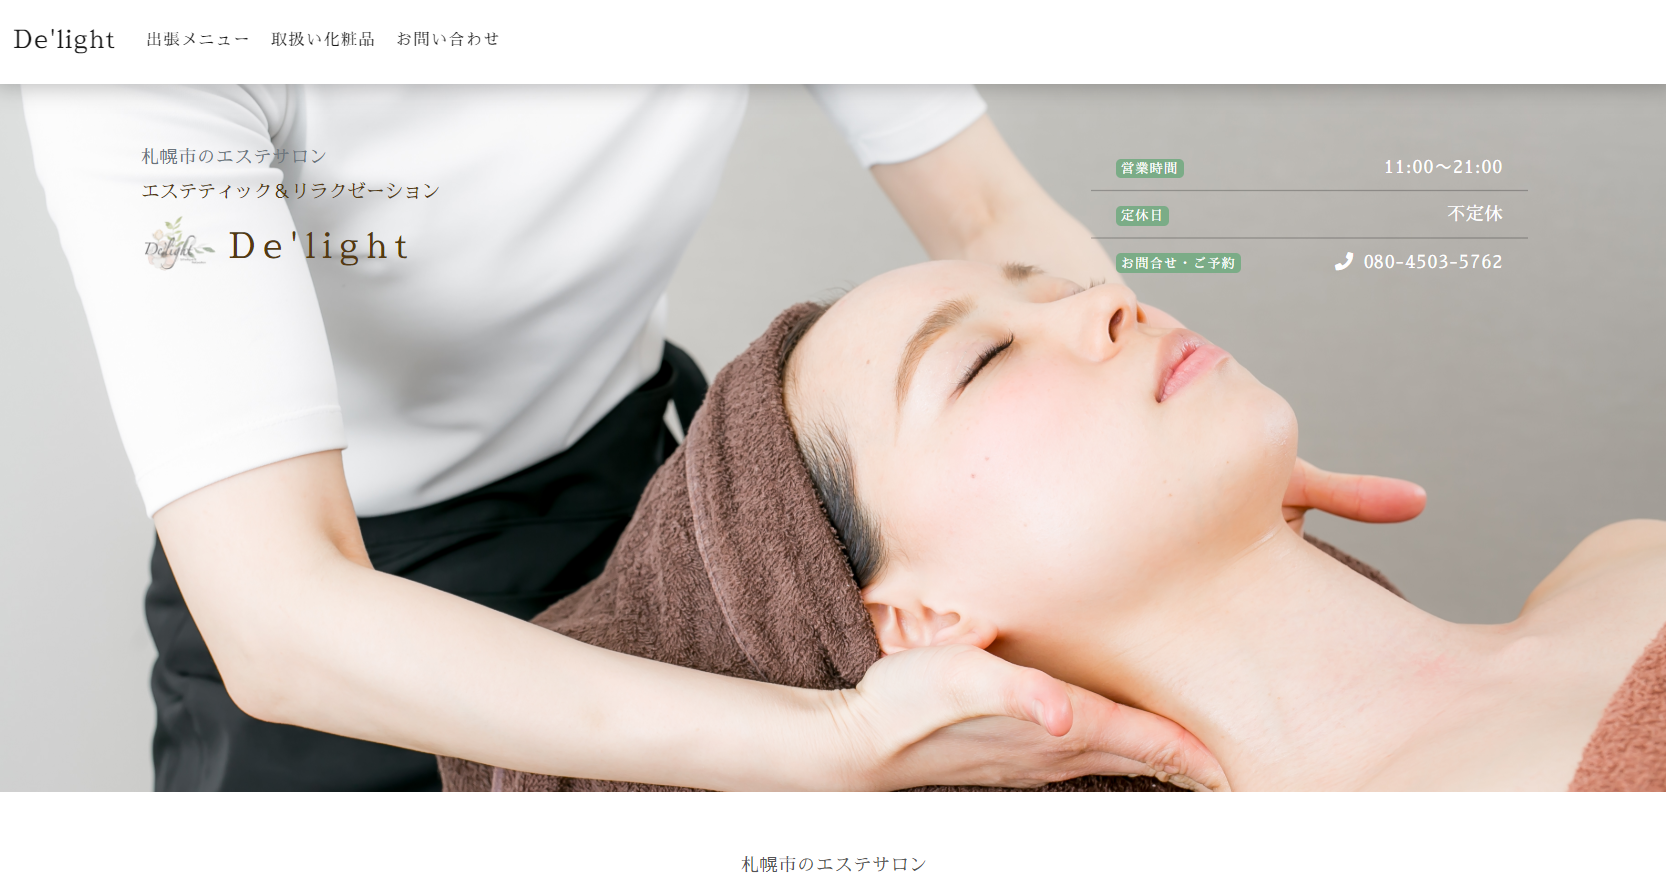 De'light
出張メニュー 取扱い化粧品 お問い合わせ
札幌市のエステサロン
エステティック&リラクゼーション
De'light
De'light
営業時間 11:00〜21:00
定休日 不定休
お問合せ・ご予約 080-4503-5762
札幌市のエステサロン